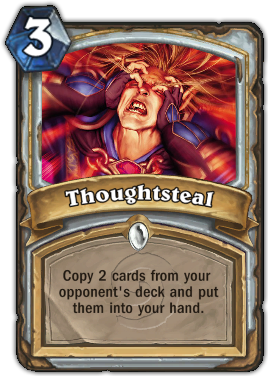 3
Thoughtsteal
Copy 2 cards from your
opponent's deck and put
them into your hand.